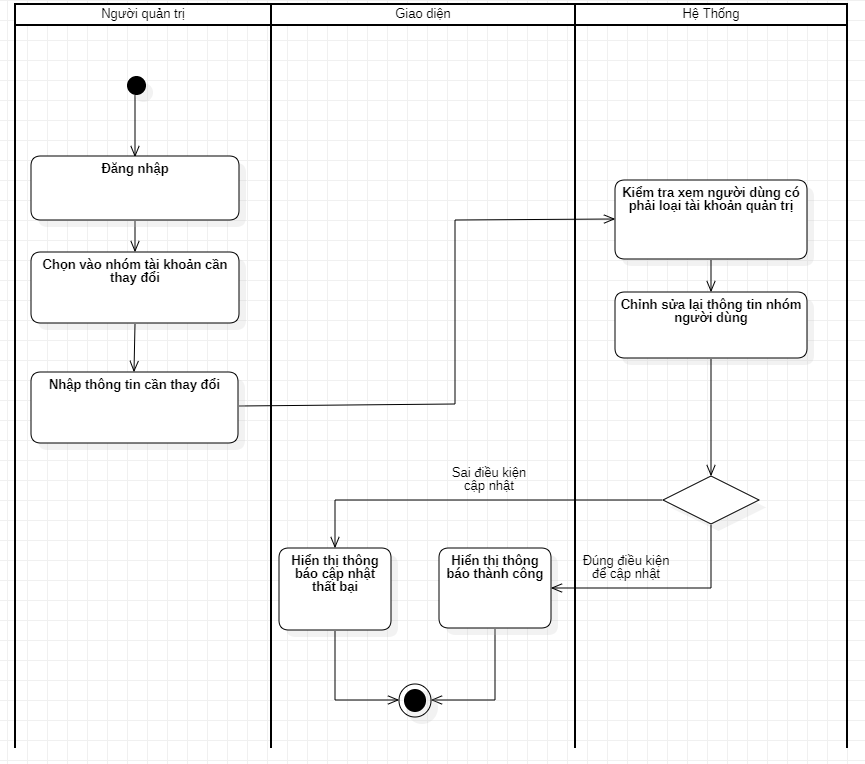 Người quản trị
Giao diện
Hệ Thống
Đăng nhập
Chọn vào nhóm tài khoản cần
thay đổi
Nhập thông tin cần thay đổi
Kiểm tra xem người dùng có
phải loại tài khoản quản trị
Chỉnh sửa lại thông tin nhóm
người dùng
Sai điều kiện
cập nhật
Đúng điều kiện
để cập nhật
Hiển thị thông
báo cập nhật
thất bại
Hiển thị thông
báo thành công